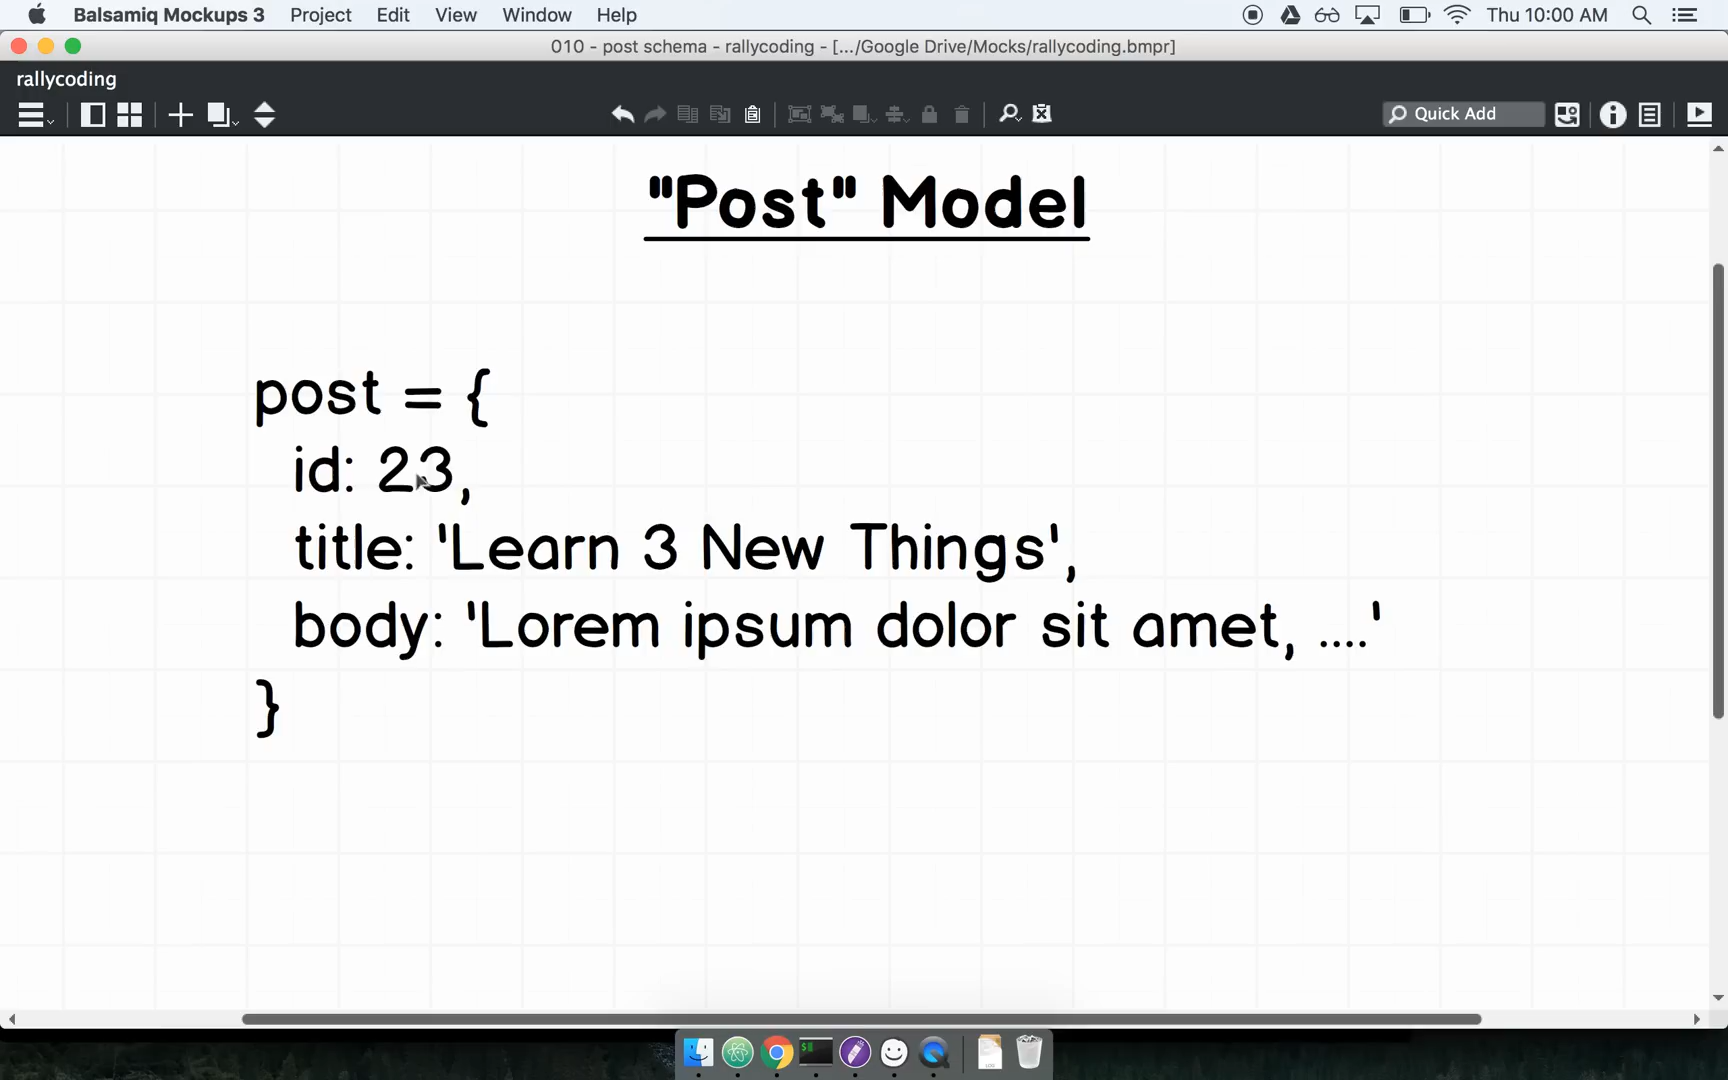 Balsamiq Mockups 3 Project Edit View Window Help Thu 10:00 AM
010 - post schema - rallycoding - [.../Google Drive/Mocks/rallycoding.bmpr]
rallycoding
Quick Add
"Post" Model
post = {
id: 23,
title: 'Learn 3 New Things',
body: 'Lorem ipsum dolor sit amet, ....'
}